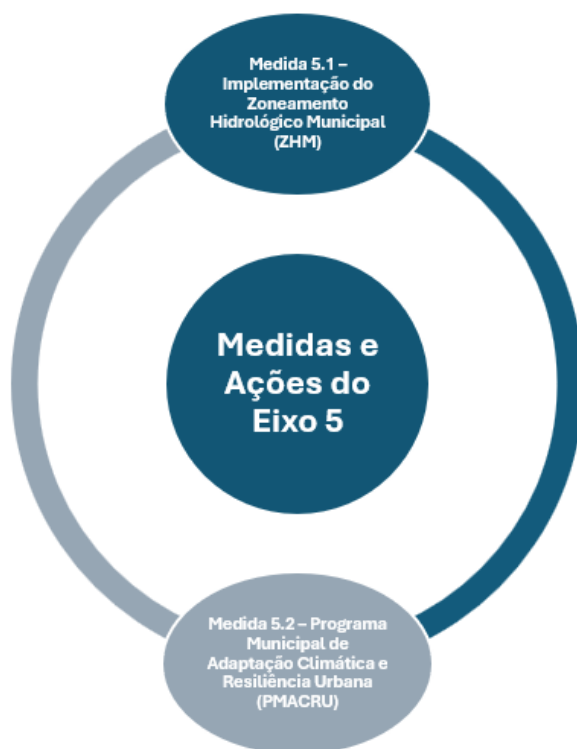 Medida 5.1 –
Implementação do
Zoneamento
Hidrológico Municipal
(ZHM)
Medidas e
Ações do
Eixo 5
Medida 5.2 – Programa
Municipal de
Adaptação Climática e
Resiliência Urbana
(PMACRU)